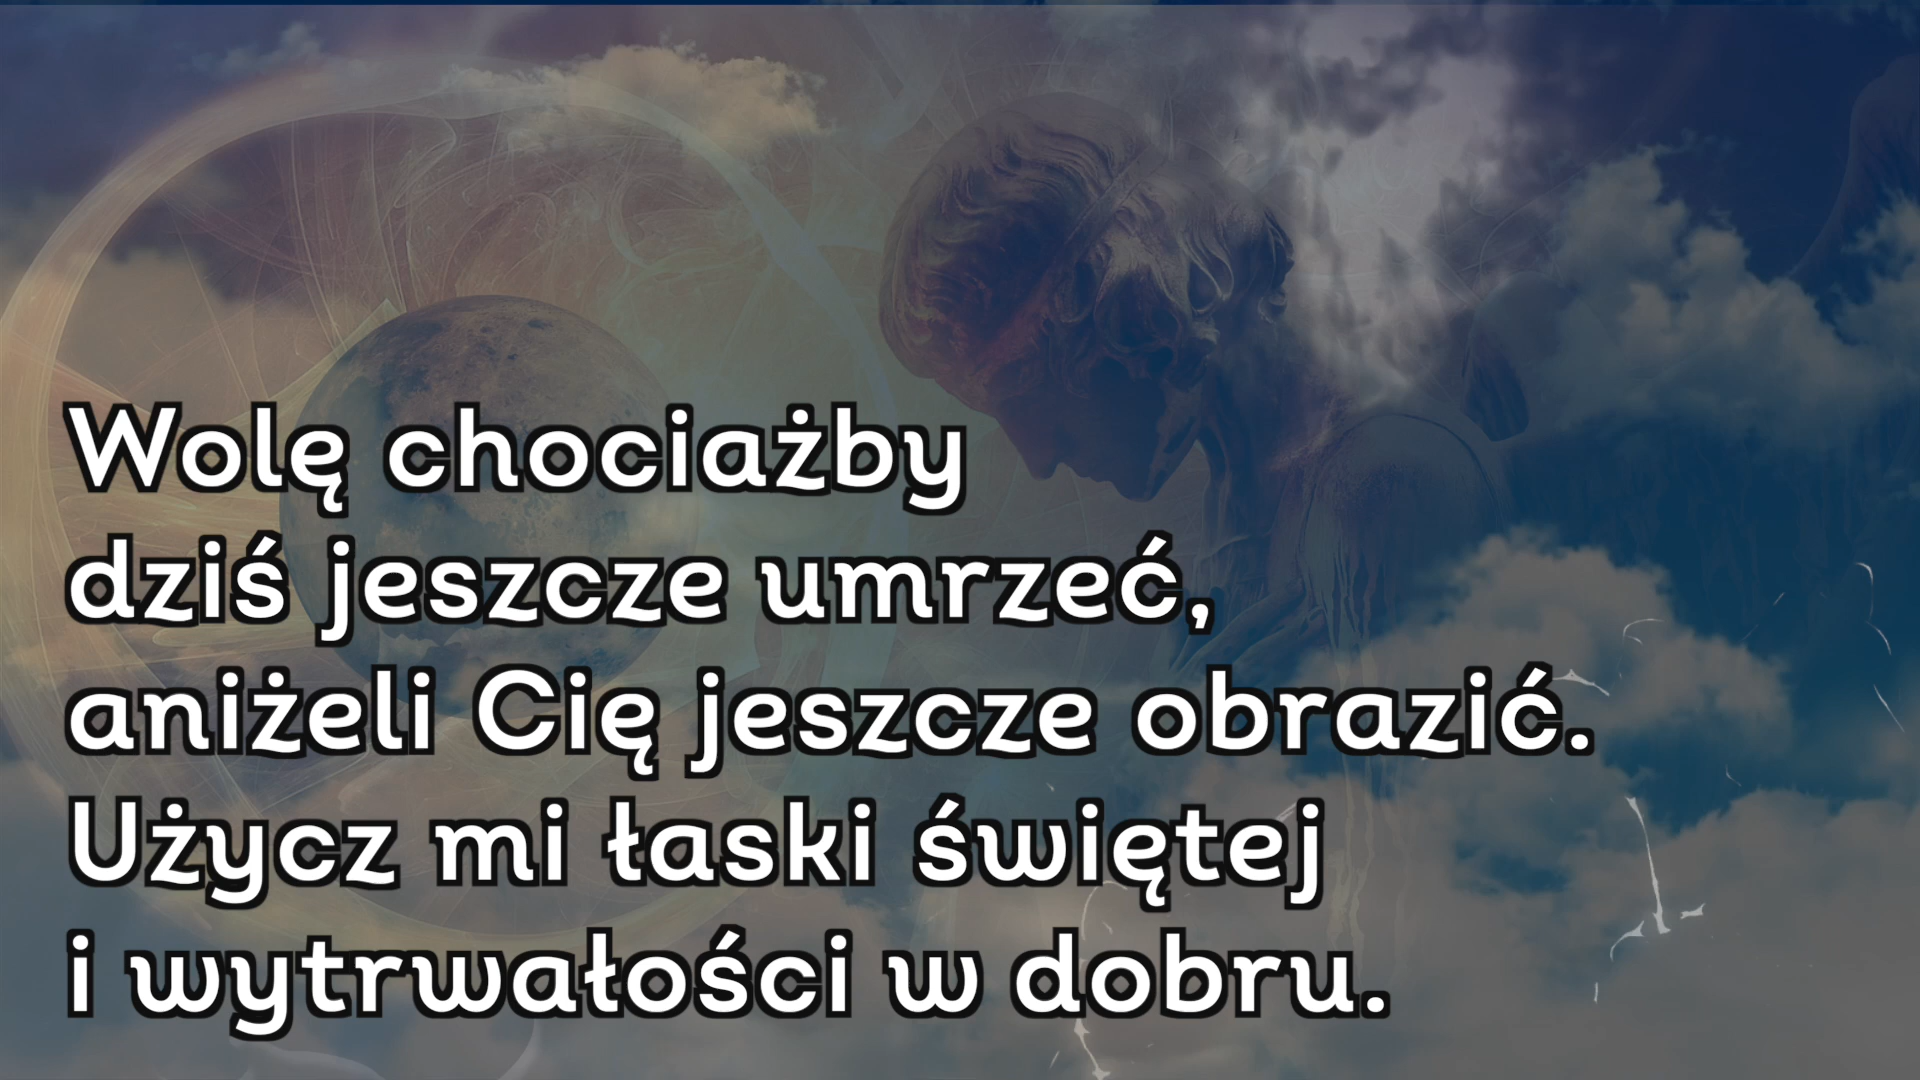 Wolę chociażby
dziś jeszcze umrzeć,
aniżeli Cię jeszcze obrazić.
Użycz mi łaski świętej
i wytrwałości w dobru.